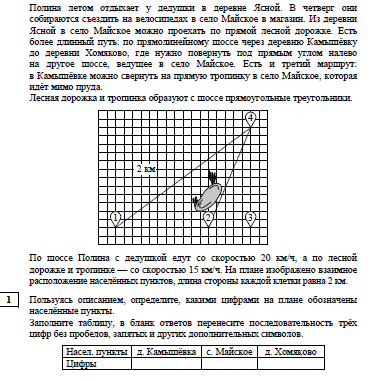 Полина летом отдыхает у дедушки в деревне Ясной. В четверг они
собираются съездить на велосипедах в село Майское в магазин. Из деревни
Ясной в село Майское можно проехать по прямой лесной дорожке. Есть
более длинный путь: по прямолинейному шоссе через деревню Камышёвку
до деревни Хомяково, где нужно повернуть под прямым углом налево
на другое шоссе, ведущее в село Майское. Есть и третий маршрут:
в Камышёвке можно свернуть на прямую тропинку в село Майское, которая
идёт мимо пруда.
Лесная дорожка и тропинка образуют с шоссе прямоугольные треугольники.
4
2 км
1
2
3
По шоссе Полина с дедушкой едут со скоростью 20 км/ч, а по лесной
дорожке и тропинке — со скоростью 15 км/ч. На плане изображено взаимное
расположение населённых пунктов, длина стороны каждой клетки равна 2 км.
1
Пользуясь описанием, определите, какими цифрами на плане обозначены
населённые пункты.
Заполните таблицу, в бланк ответов перенесите последовательность трёх
цифр без пробелов, запятых и других дополнительных символов.
Насел. пункты д. Камышёвка с. Майское д. Хомяково
Цифры